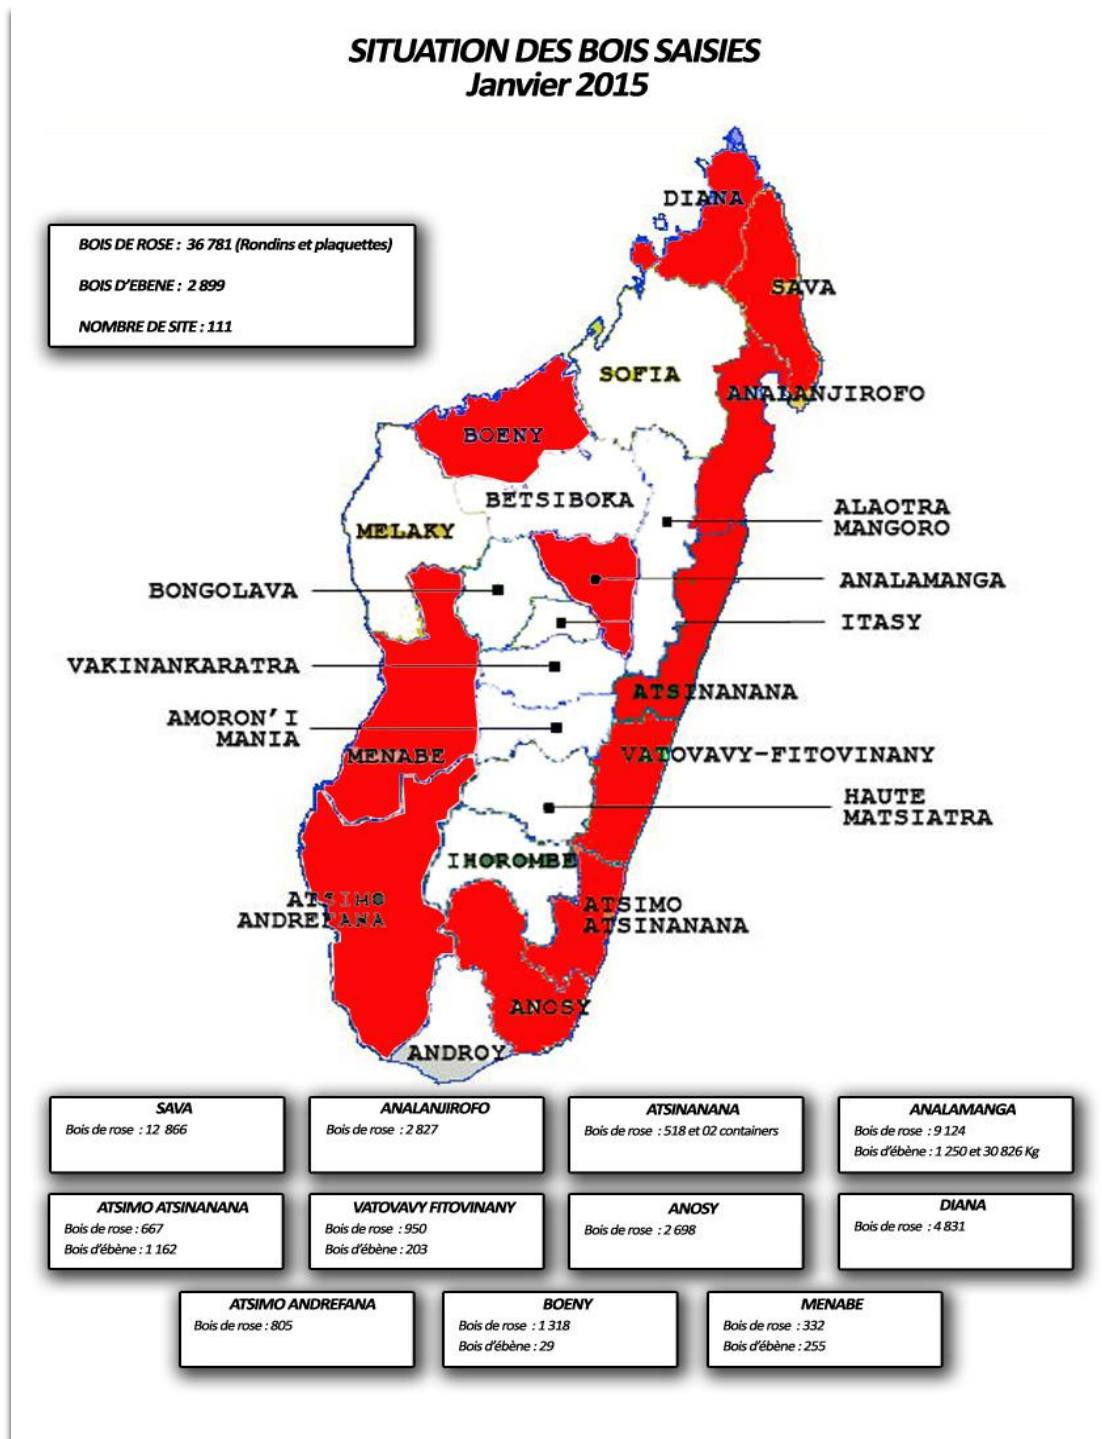 SITUATION DES BOIS SAISIES
Janvier 2015
BOIS DE ROSE : 36 781 (Rondins et plaquettes)
BOIS D'EBENE : 2 899
NOMBRE DE SITE : 111
DIANA
SAVA
SOFIA
ANALANJIROFO
BOENY
BETSIBOKA
ALAOTRA
MANGORO
MELAKY
BONGOLAVA
ANALAMANGA
ITASY
VAKINANKARATRA
ATSINANANA
AMORON'I
MANIA
MENABE
VATOVAVY-FITOVINANY
HAUTE
MATSIATRA
IHOROMBE
ATSIMO
ANDREFANA
ATSIMO
ATSINANANA
ANOSY
ANDROY
SAVA
Bois de rose : 12 866
ANALANJIROFO
Bois de rose : 2 827
ATSINANANA
Bois de rose : 518 et 02 containers
ANALAMANGA
Bois de rose : 9 124
Bois d'ébène : 1 250 et 30 826 Kg
ATSIMO ATSINANANA
Bois de rose : 667
Bois d'ébène : 1 162
VATOVAVY FITOVINANY
Bois de rose : 950
Bois d'ébène : 203
ANOSY
Bois de rose : 2 698
DIANA
Bois de rose : 4 831
ATSIMO ANDREFANA
Bois de rose : 805
BOENY
Bois de rose : 1 318
Bois d'ébène : 29
MENABE
Bois de rose : 332
Bois d'ébène : 255